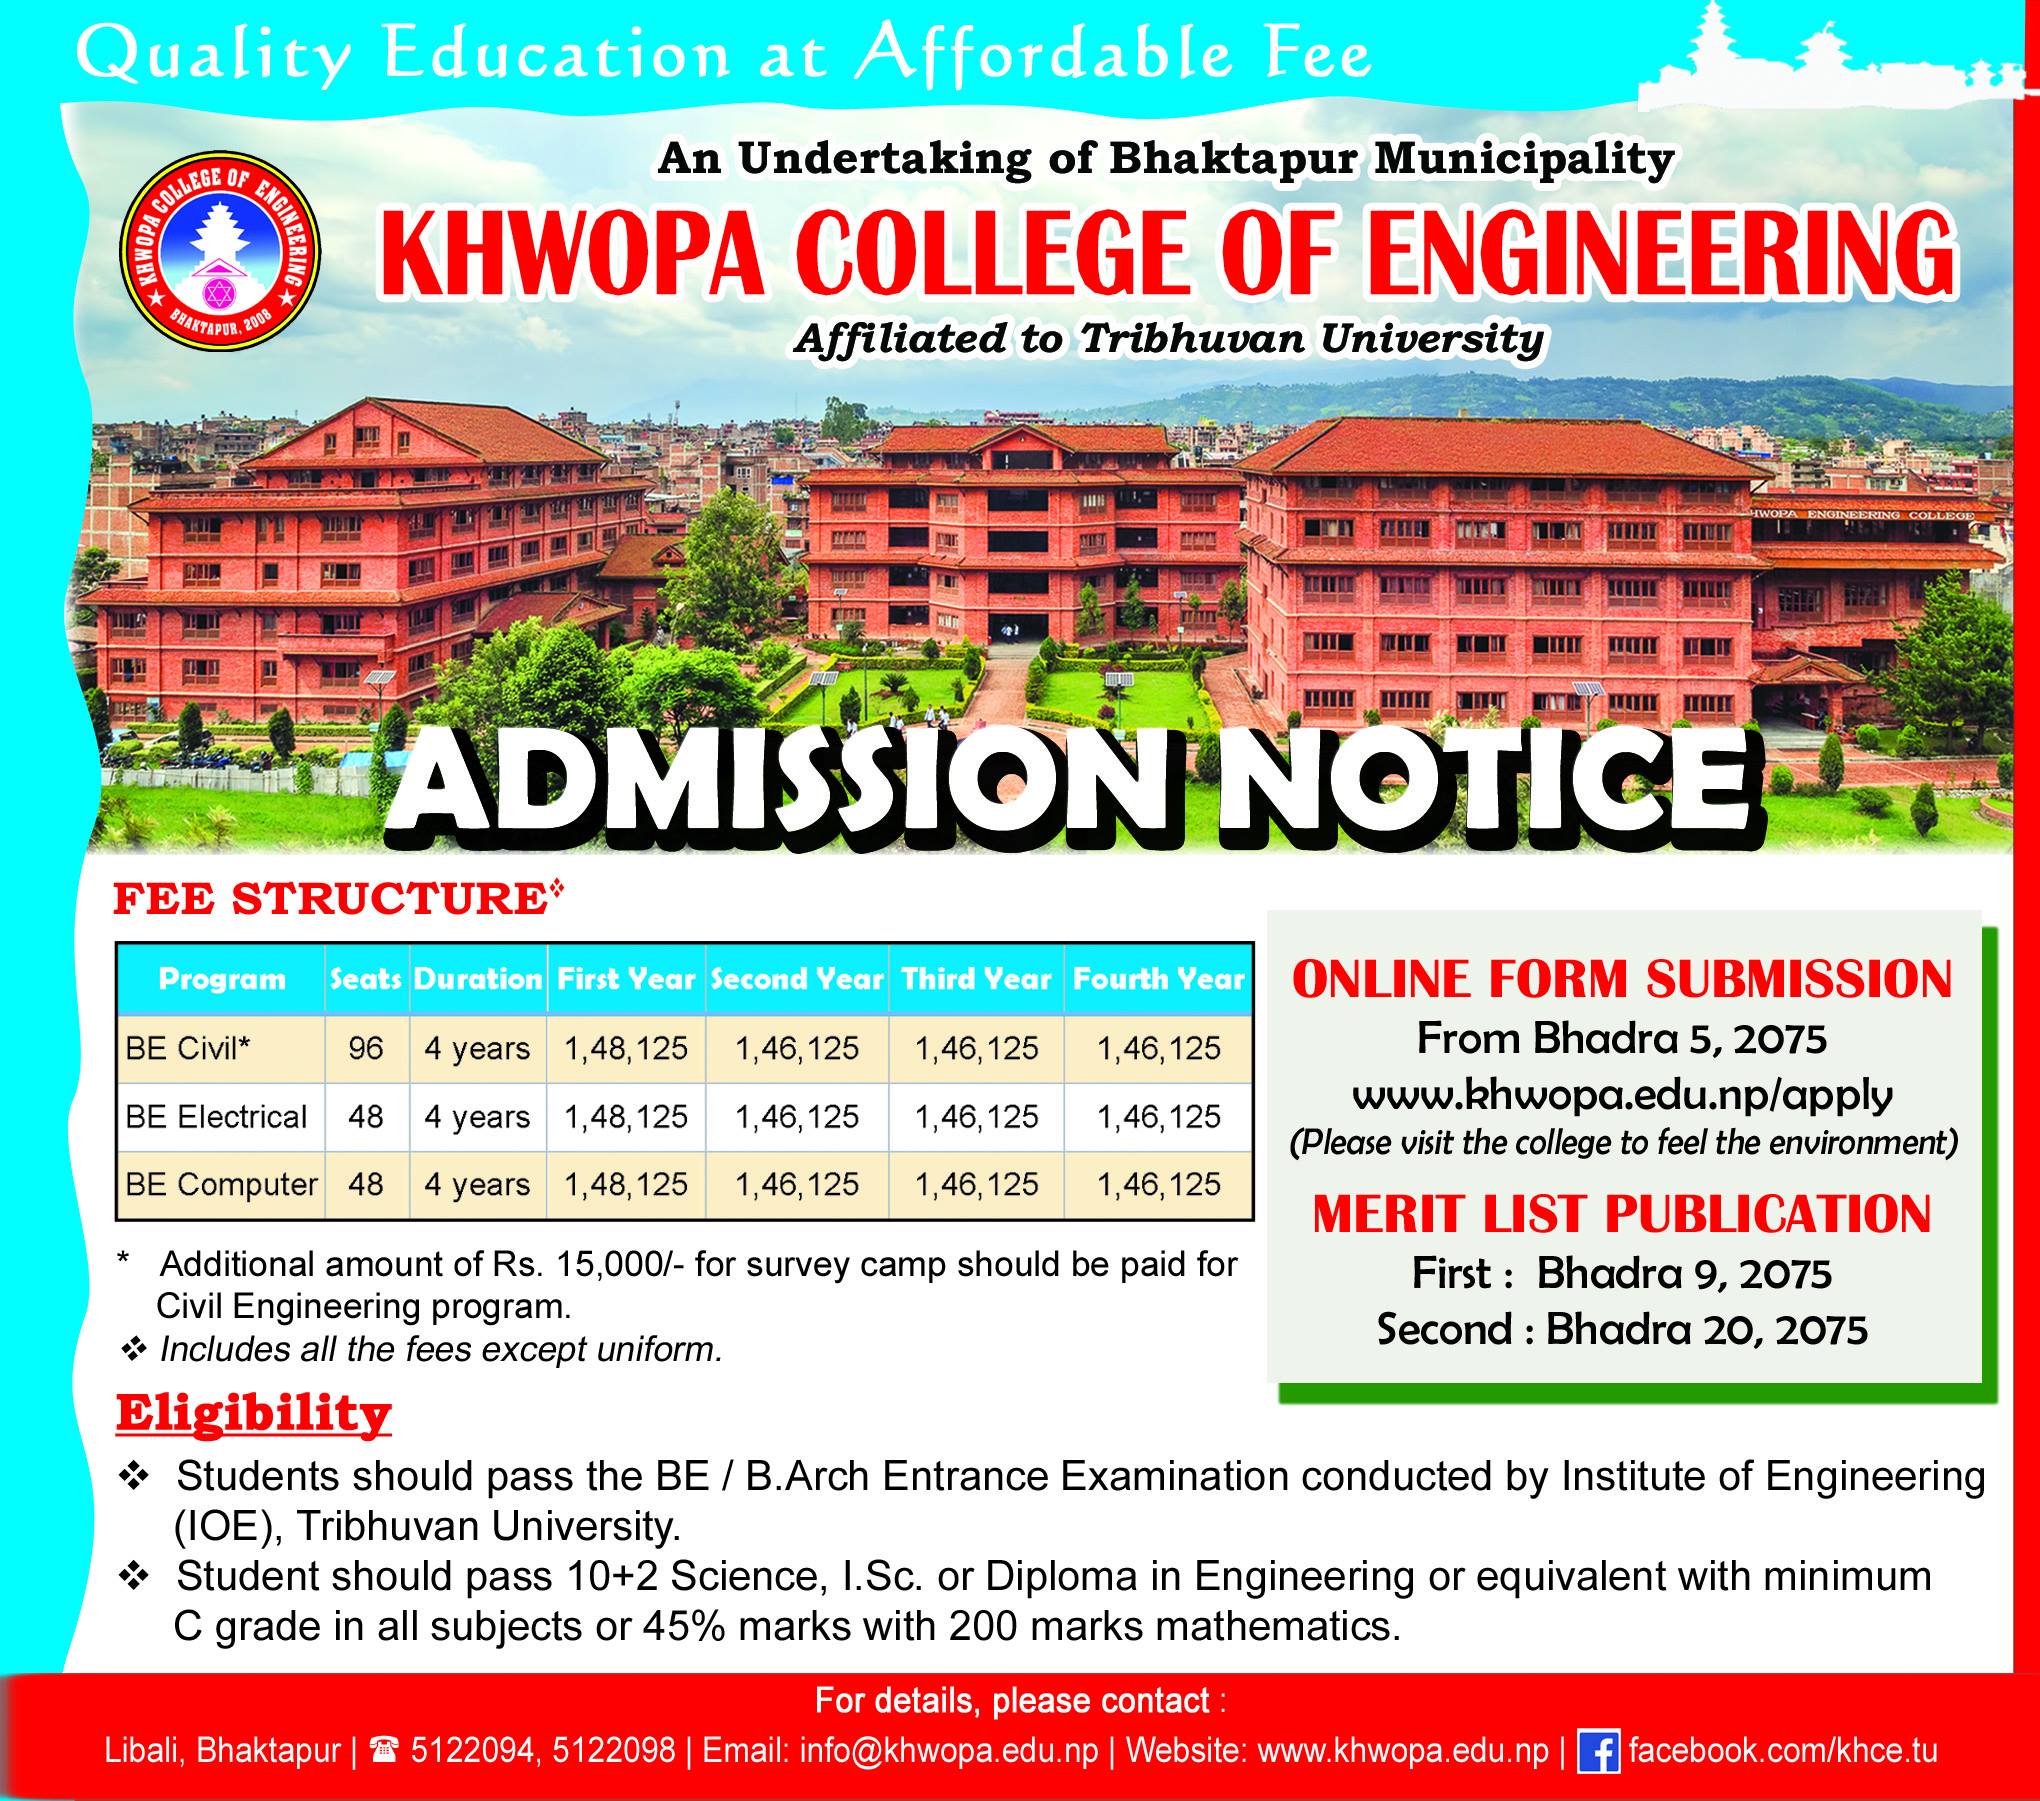 Quality Education at Affordable Fee
An Undertaking of Bhaktapur Municipality
KHWOPA COLLEGE OF ENGINEERING
Affiliated to Tribhuvan University
KHWOPA COLLEGE OF ENGINEERING
BHAKTAPUR, 2008
HWOPA ENGINEERING COLLEGE
ADMISSION NOTICE
FEE STRUCTURE❖
Program Seats Duration First Year Second Year Third Year Fourth Year
BE Civil* 96 4 years 1,48,125 1,46,125 1,46,125 1,46,125
BE Electrical 48 4 years 1,48,125 1,46,125 1,46,125 1,46,125
BE Computer 48 4 years 1,48,125 1,46,125 1,46,125 1,46,125
* Additional amount of Rs. 15,000/- for survey camp should be paid for
Civil Engineering program.
❖ Includes all the fees except uniform.
ONLINE FORM SUBMISSION
From Bhadra 5, 2075
www.khwopa.edu.np/apply
(Please visit the college to feel the environment)
MERIT LIST PUBLICATION
First : Bhadra 9, 2075
Second : Bhadra 20, 2075
Eligibility
❖ Students should pass the BE / B.Arch Entrance Examination conducted by Institute of Engineering
(IOE), Tribhuvan University.
❖ Student should pass 10+2 Science, I.Sc. or Diploma in Engineering or equivalent with minimum
C grade in all subjects or 45% marks with 200 marks mathematics.
For details, please contact :
Libali, Bhaktapur | ☎ 5122094, 5122098 | Email: info@khwopa.edu.np | Website: www.khwopa.edu.np | f facebook.com/khce.tu